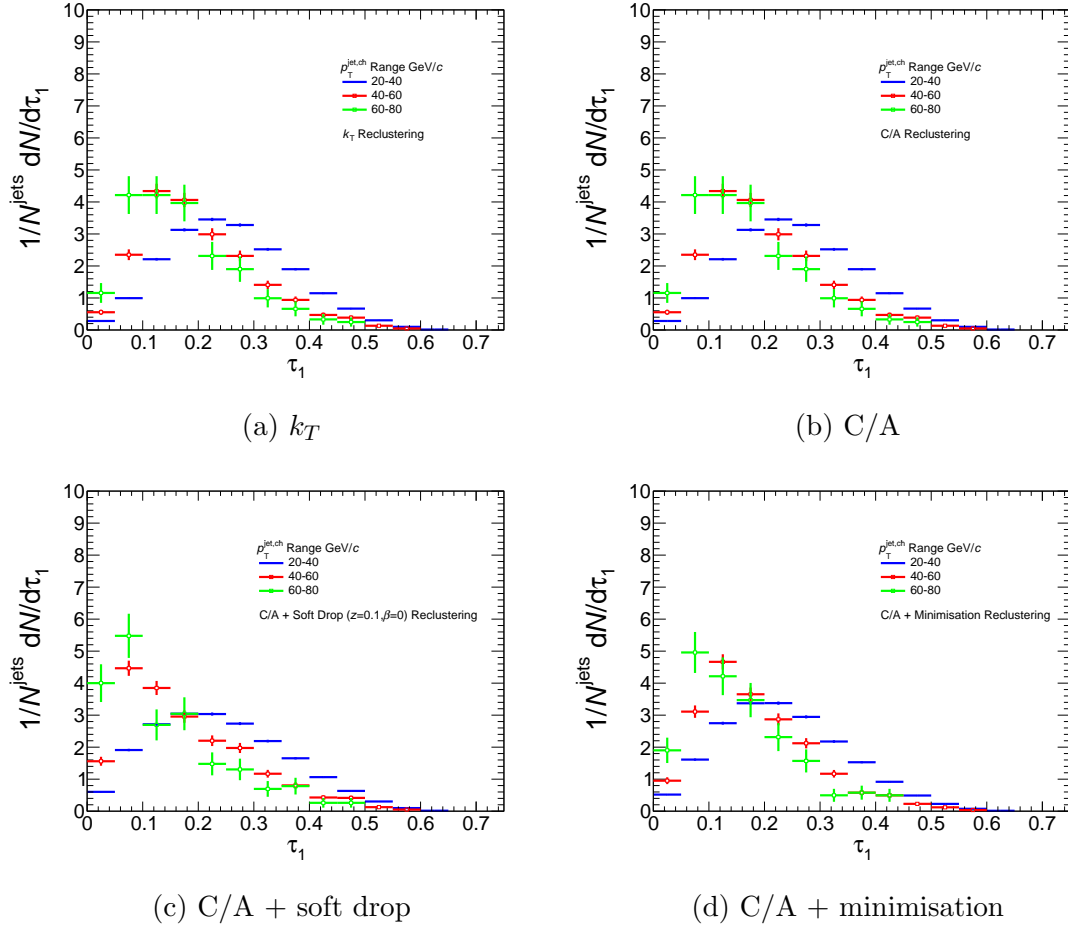 10
9
8
7
6
5
4
3
2
1
0
1/N^jets dN/dτ₁
p_T^jet,ch Range GeV/c
20-40
40-60
60-80
k_T Reclustering
0 0.1 0.2 0.3 0.4 0.5 0.6 0.7
τ₁
(a) k_T
10
9
8
7
6
5
4
3
2
1
0
1/N^jets dN/dτ₁
p_T^jet,ch Range GeV/c
20-40
40-60
60-80
C/A Reclustering
0 0.1 0.2 0.3 0.4 0.5 0.6 0.7
τ₁
(b) C/A
10
9
8
7
6
5
4
3
2
1
0
1/N^jets dN/dτ₁
p_T^jet,ch Range GeV/c
20-40
40-60
60-80
C/A + Soft Drop (z=0.1,β=0) Reclustering
0 0.1 0.2 0.3 0.4 0.5 0.6 0.7
τ₁
(c) C/A + soft drop
10
9
8
7
6
5
4
3
2
1
0
1/N^jets dN/dτ₁
p_T^jet,ch Range GeV/c
20-40
40-60
60-80
C/A + Minimisation Reclustering
0 0.1 0.2 0.3 0.4 0.5 0.6 0.7
τ₁
(d) C/A + minimisation